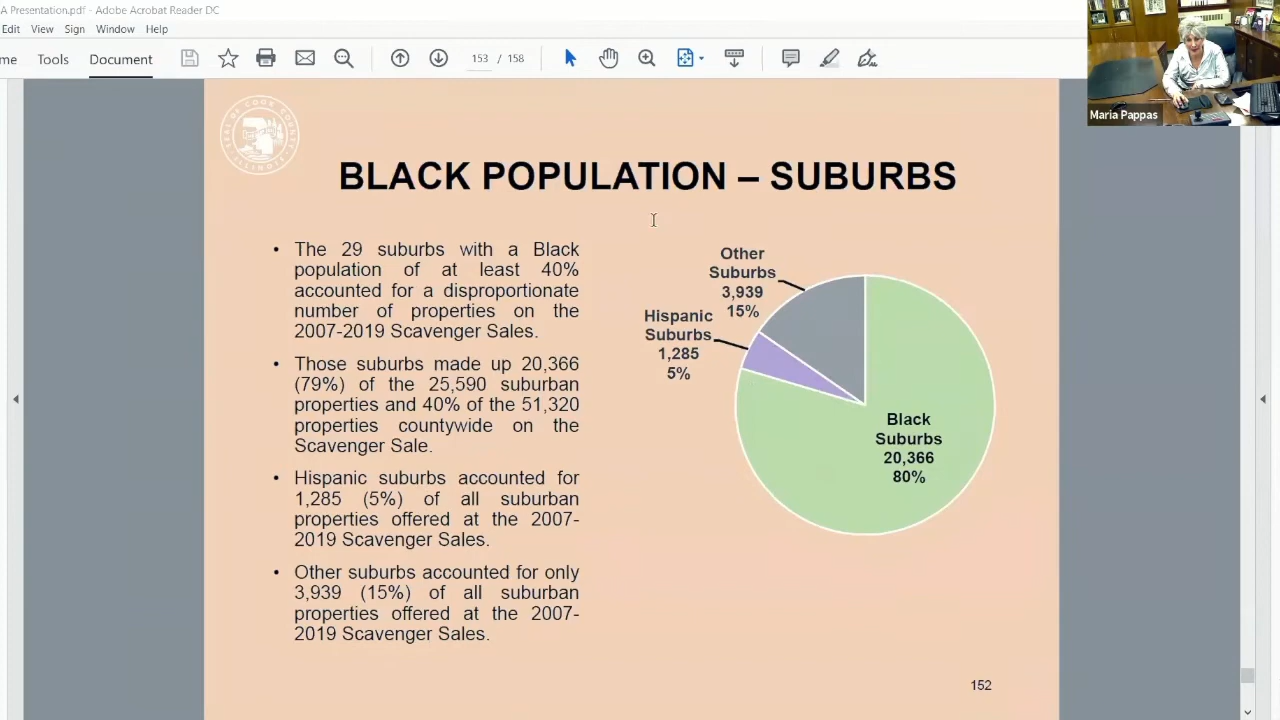 A Presentation.pdf - Adobe Acrobat Reader DC
Edit View Sign Window Help
me Tools Document 153 / 158
Maria Pappas
SEAL OF COOK COUNTY
ILLINOIS
BLACK POPULATION – SUBURBS
• The 29 suburbs with a Black
population of at least 40%
accounted for a disproportionate
number of properties on the
2007-2019 Scavenger Sales.
• Those suburbs made up 20,366
(79%) of the 25,590 suburban
properties and 40% of the 51,320
properties countywide on the
Scavenger Sale.
• Hispanic suburbs accounted for
1,285 (5%) of all suburban
properties offered at the 2007-
2019 Scavenger Sales.
• Other suburbs accounted for only
3,939 (15%) of all suburban
properties offered at the 2007-
2019 Scavenger Sales.
Other
Suburbs
3,939
15%
Hispanic
Suburbs
1,285
5%
Black
Suburbs
20,366
80%
152